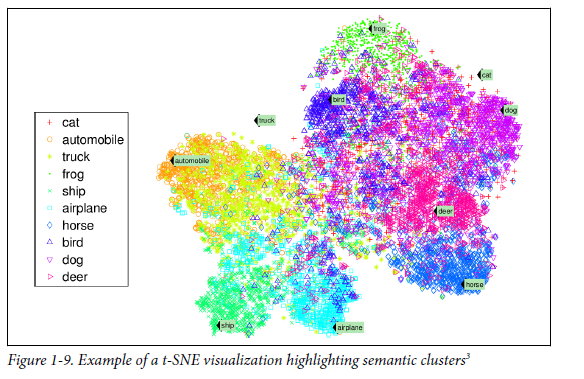 frog
cat
dog
bird
truck
automobile
deer
horse
ship
airplane
cat
automobile
truck
frog
ship
airplane
horse
bird
dog
deer
Figure 1-9. Example of a t-SNE visualization highlighting semantic clusters³